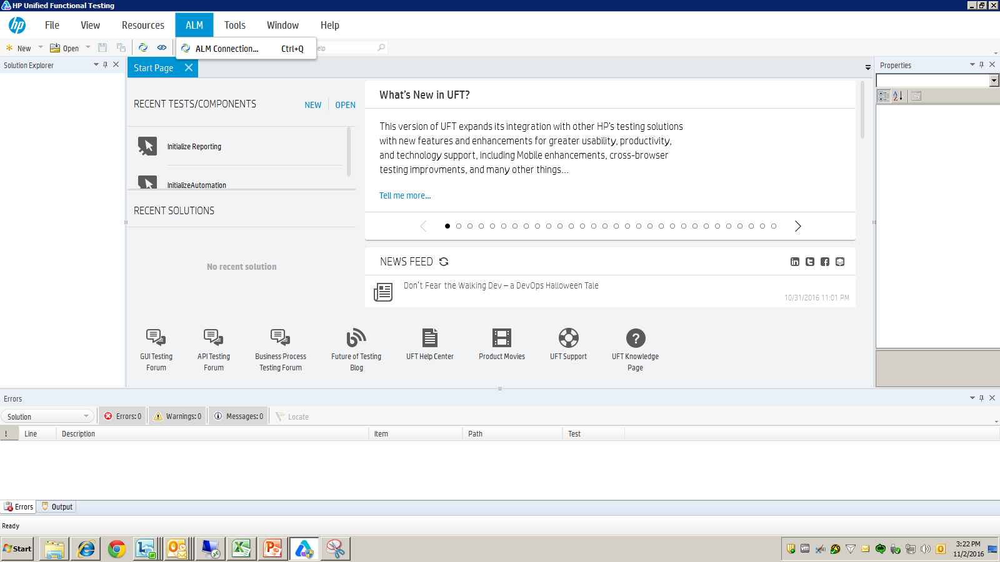 HP Unified Functional Testing
hp File View Resources ALM Tools Window Help
New Open ALM Connection... Ctrl+Q
Solution Explorer
Start Page
Properties
RECENT TESTS/COMPONENTS NEW OPEN
Initialize Reporting
InitializeAutomation
RECENT SOLUTIONS
No recent solution
What's New in UFT?
This version of UFT expands its integration with other HP's testing solutions
with new features and enhancements for greater usability, productivity,
and technology support, including Mobile enhancements, cross-browser
testing improvments, and many other things...
Tell me more...
NEWS FEED
Don't Fear the Walking Dev – a DevOps Halloween Tale
10/31/2016 11:01 PM
GUI Testing
Forum
API Testing
Forum
Business Process
Testing Forum
Future of Testing
Blog
UFT Help Center
Product Movies
UFT Support
UFT Knowledge
Page
Errors
Solution Errors: 0 Warnings: 0 Messages: 0 Locate
! Line Description Item Path Test
Errors Output
Ready
Start
3:22 PM
11/2/2016